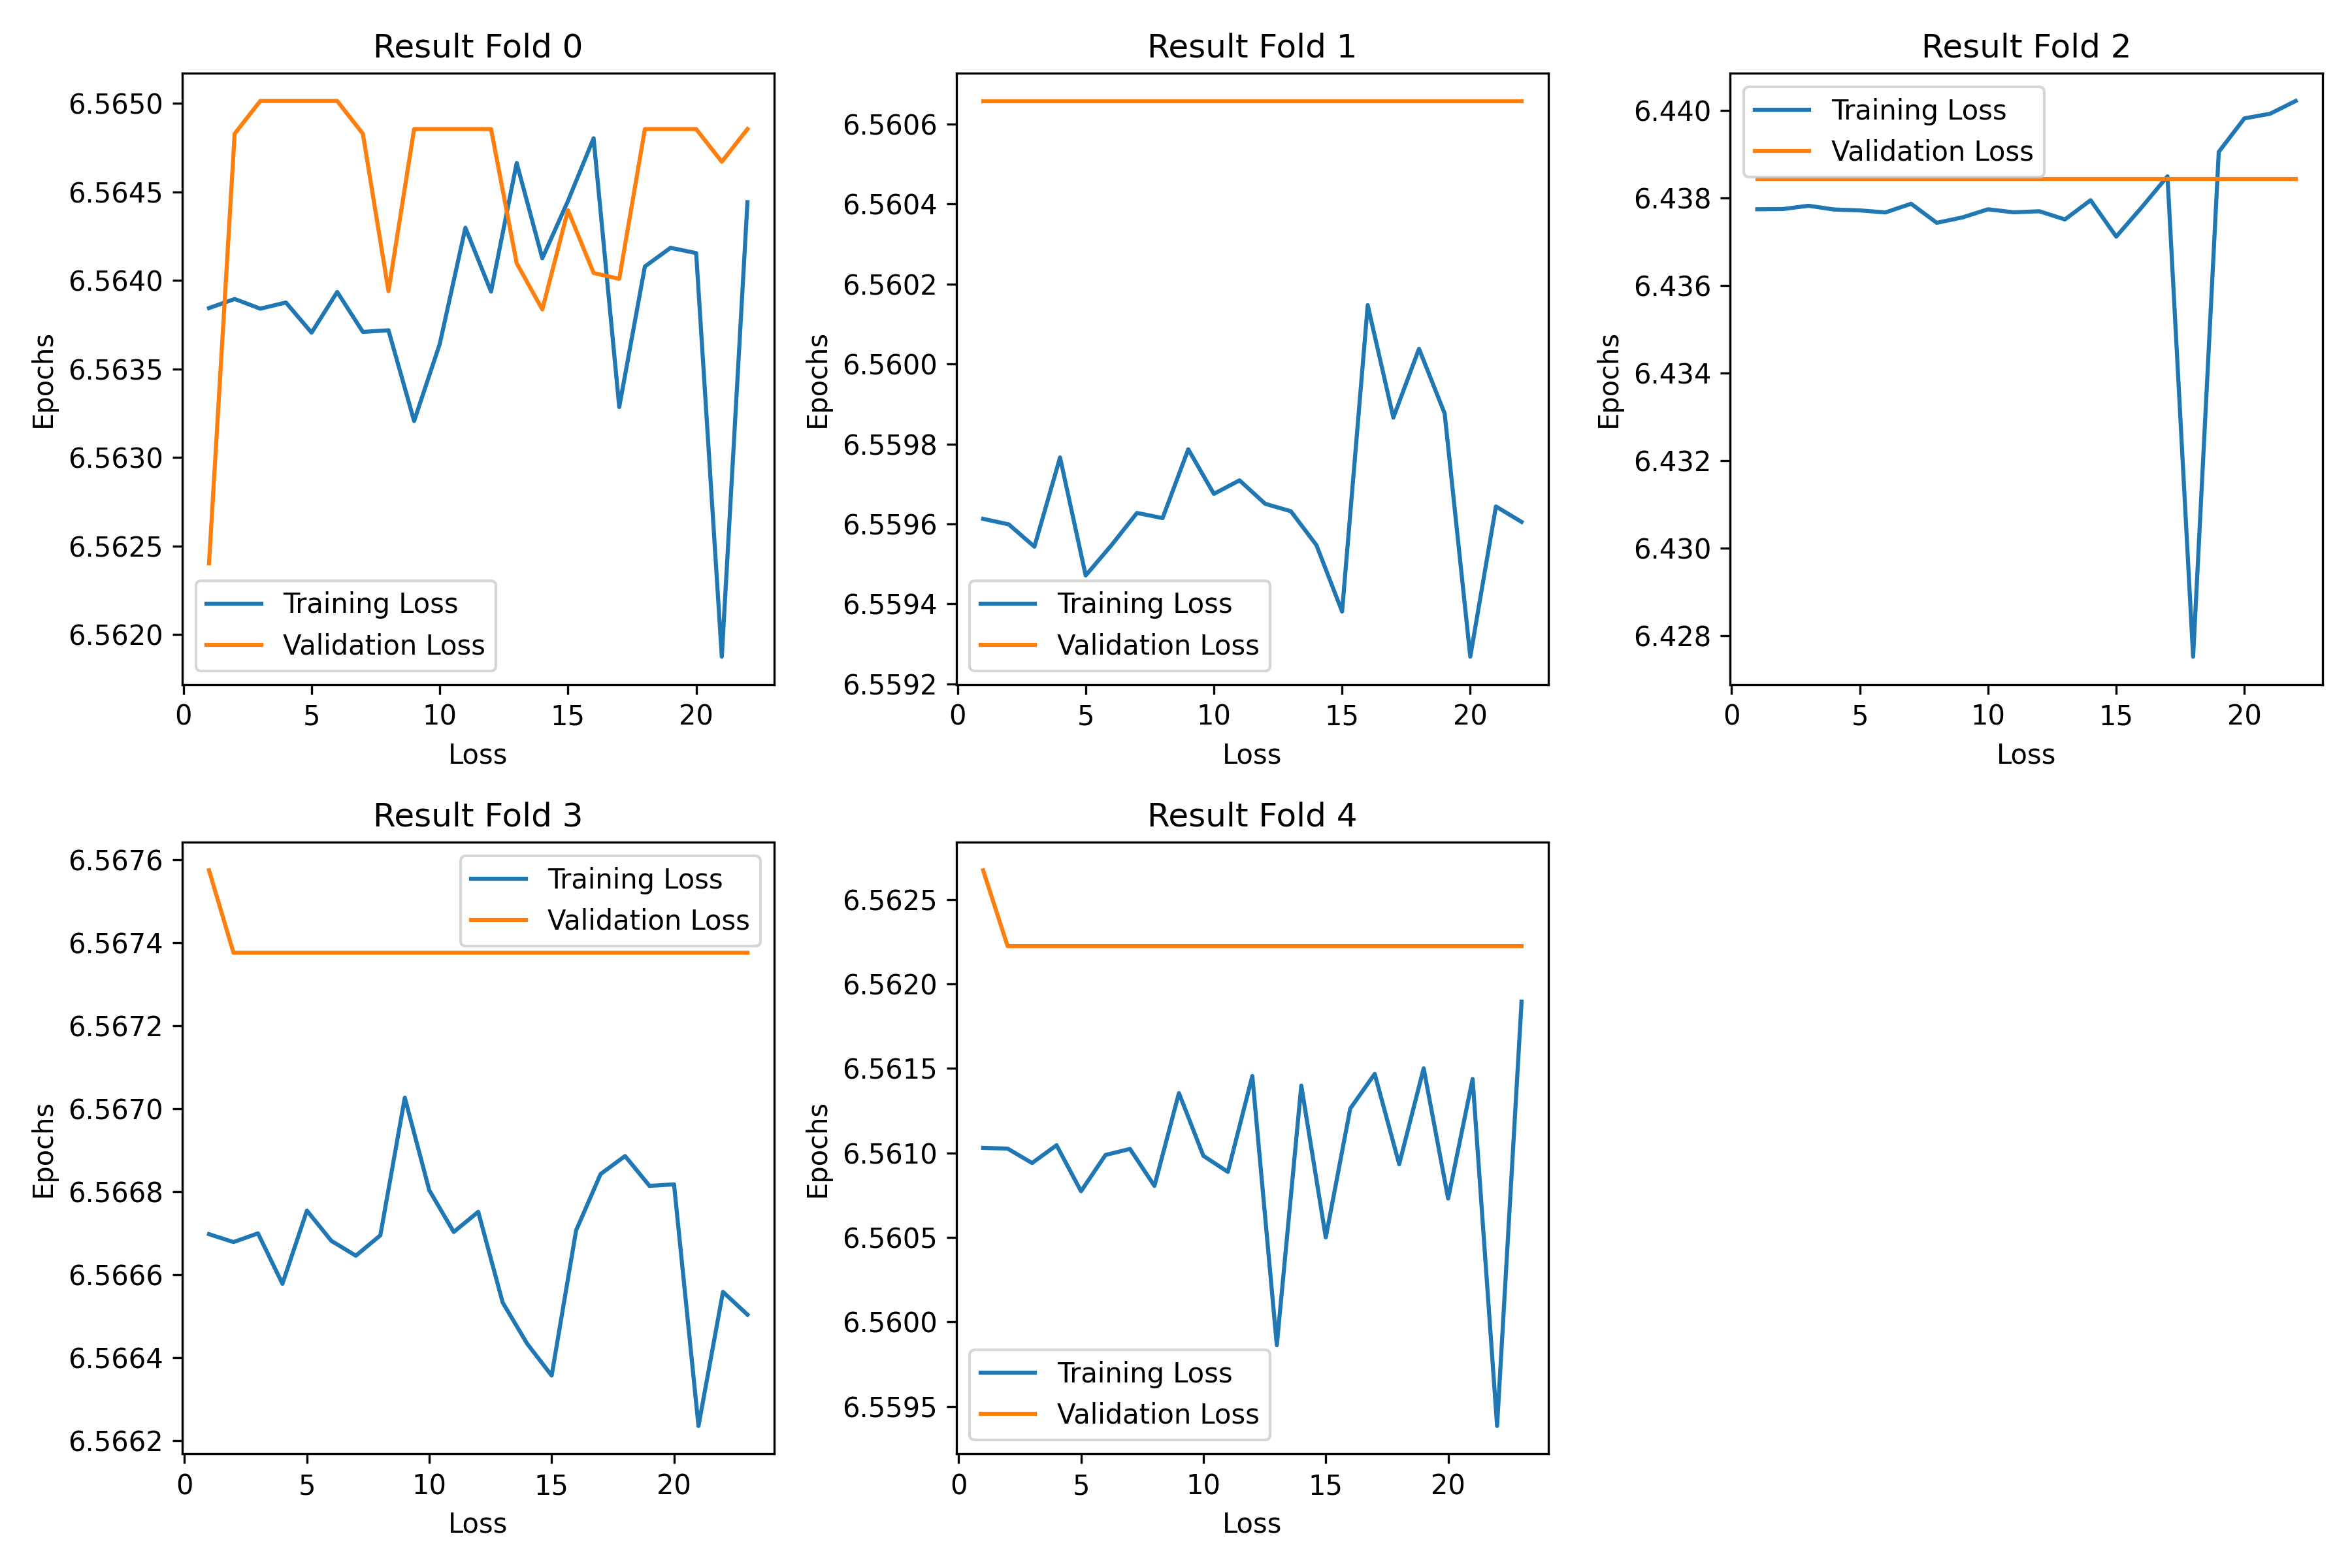 Result Fold 0
6.5650
6.5645
6.5640
6.5635
6.5630
6.5625
6.5620
Epochs
Training Loss
Validation Loss
0 5 10 15 20
Loss
Result Fold 1
6.5606
6.5604
6.5602
6.5600
6.5598
6.5596
6.5594
6.5592
Epochs
Training Loss
Validation Loss
0 5 10 15 20
Loss
Result Fold 2
6.440
6.438
6.436
6.434
6.432
6.430
6.428
Epochs
Training Loss
Validation Loss
0 5 10 15 20
Loss
Result Fold 3
6.5676
6.5674
6.5672
6.5670
6.5668
6.5666
6.5664
6.5662
Epochs
Training Loss
Validation Loss
0 5 10 15 20
Loss
Result Fold 4
6.5625
6.5620
6.5615
6.5610
6.5605
6.5600
6.5595
Epochs
Training Loss
Validation Loss
0 5 10 15 20
Loss